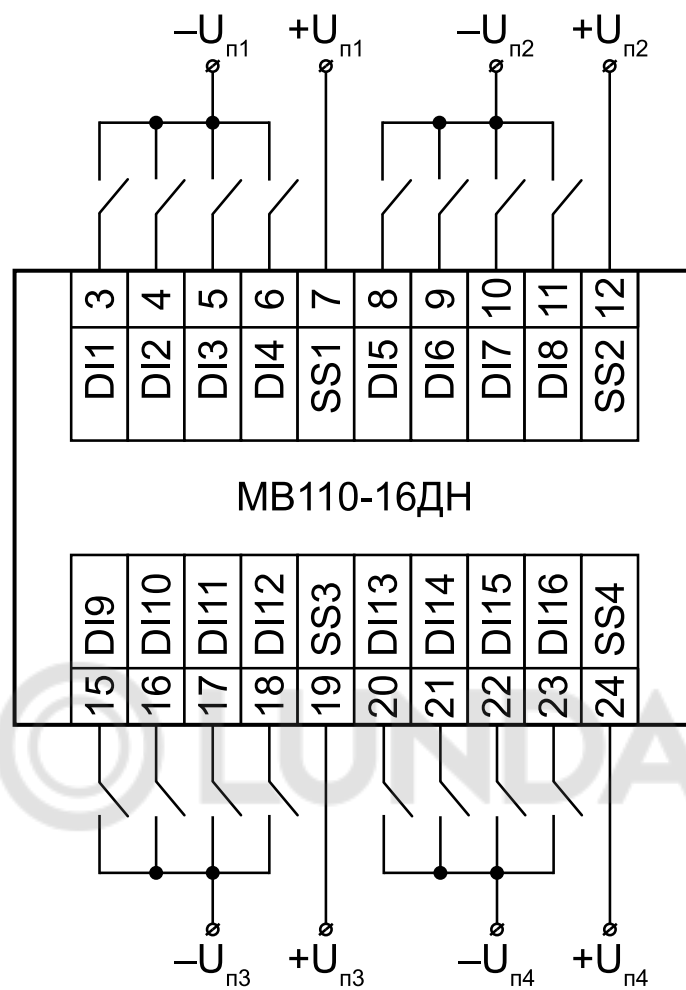 –Uп1 +Uп1 –Uп2 +Uп2
3 4 5 6 7 8 9 10 11 12
DI1 DI2 DI3 DI4 SS1 DI5 DI6 DI7 DI8 SS2
МВ110-16ДН
DI9 DI10 DI11 DI12 SS3 DI13 DI14 DI15 DI16 SS4
15 16 17 18 19 20 21 22 23 24
LUNDA
–Uп3 +Uп3 –Uп4 +Uп4